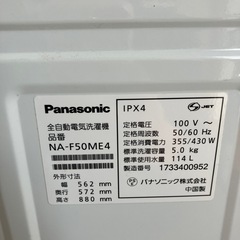 Panasonic
全自動電気洗濯機
品番
NA-F50ME4
外形寸法
幅 562 mm
奥行 572 mm
高さ 880 mm
IPX4
S JET
定格電圧 100 V～
定格周波数 50/60 Hz
定格消費電力 355/430 W
標準洗濯容量 5.0 kg
標準使用水量 114 L
製造番号 1733400952
パナソニック株式会社
中国製